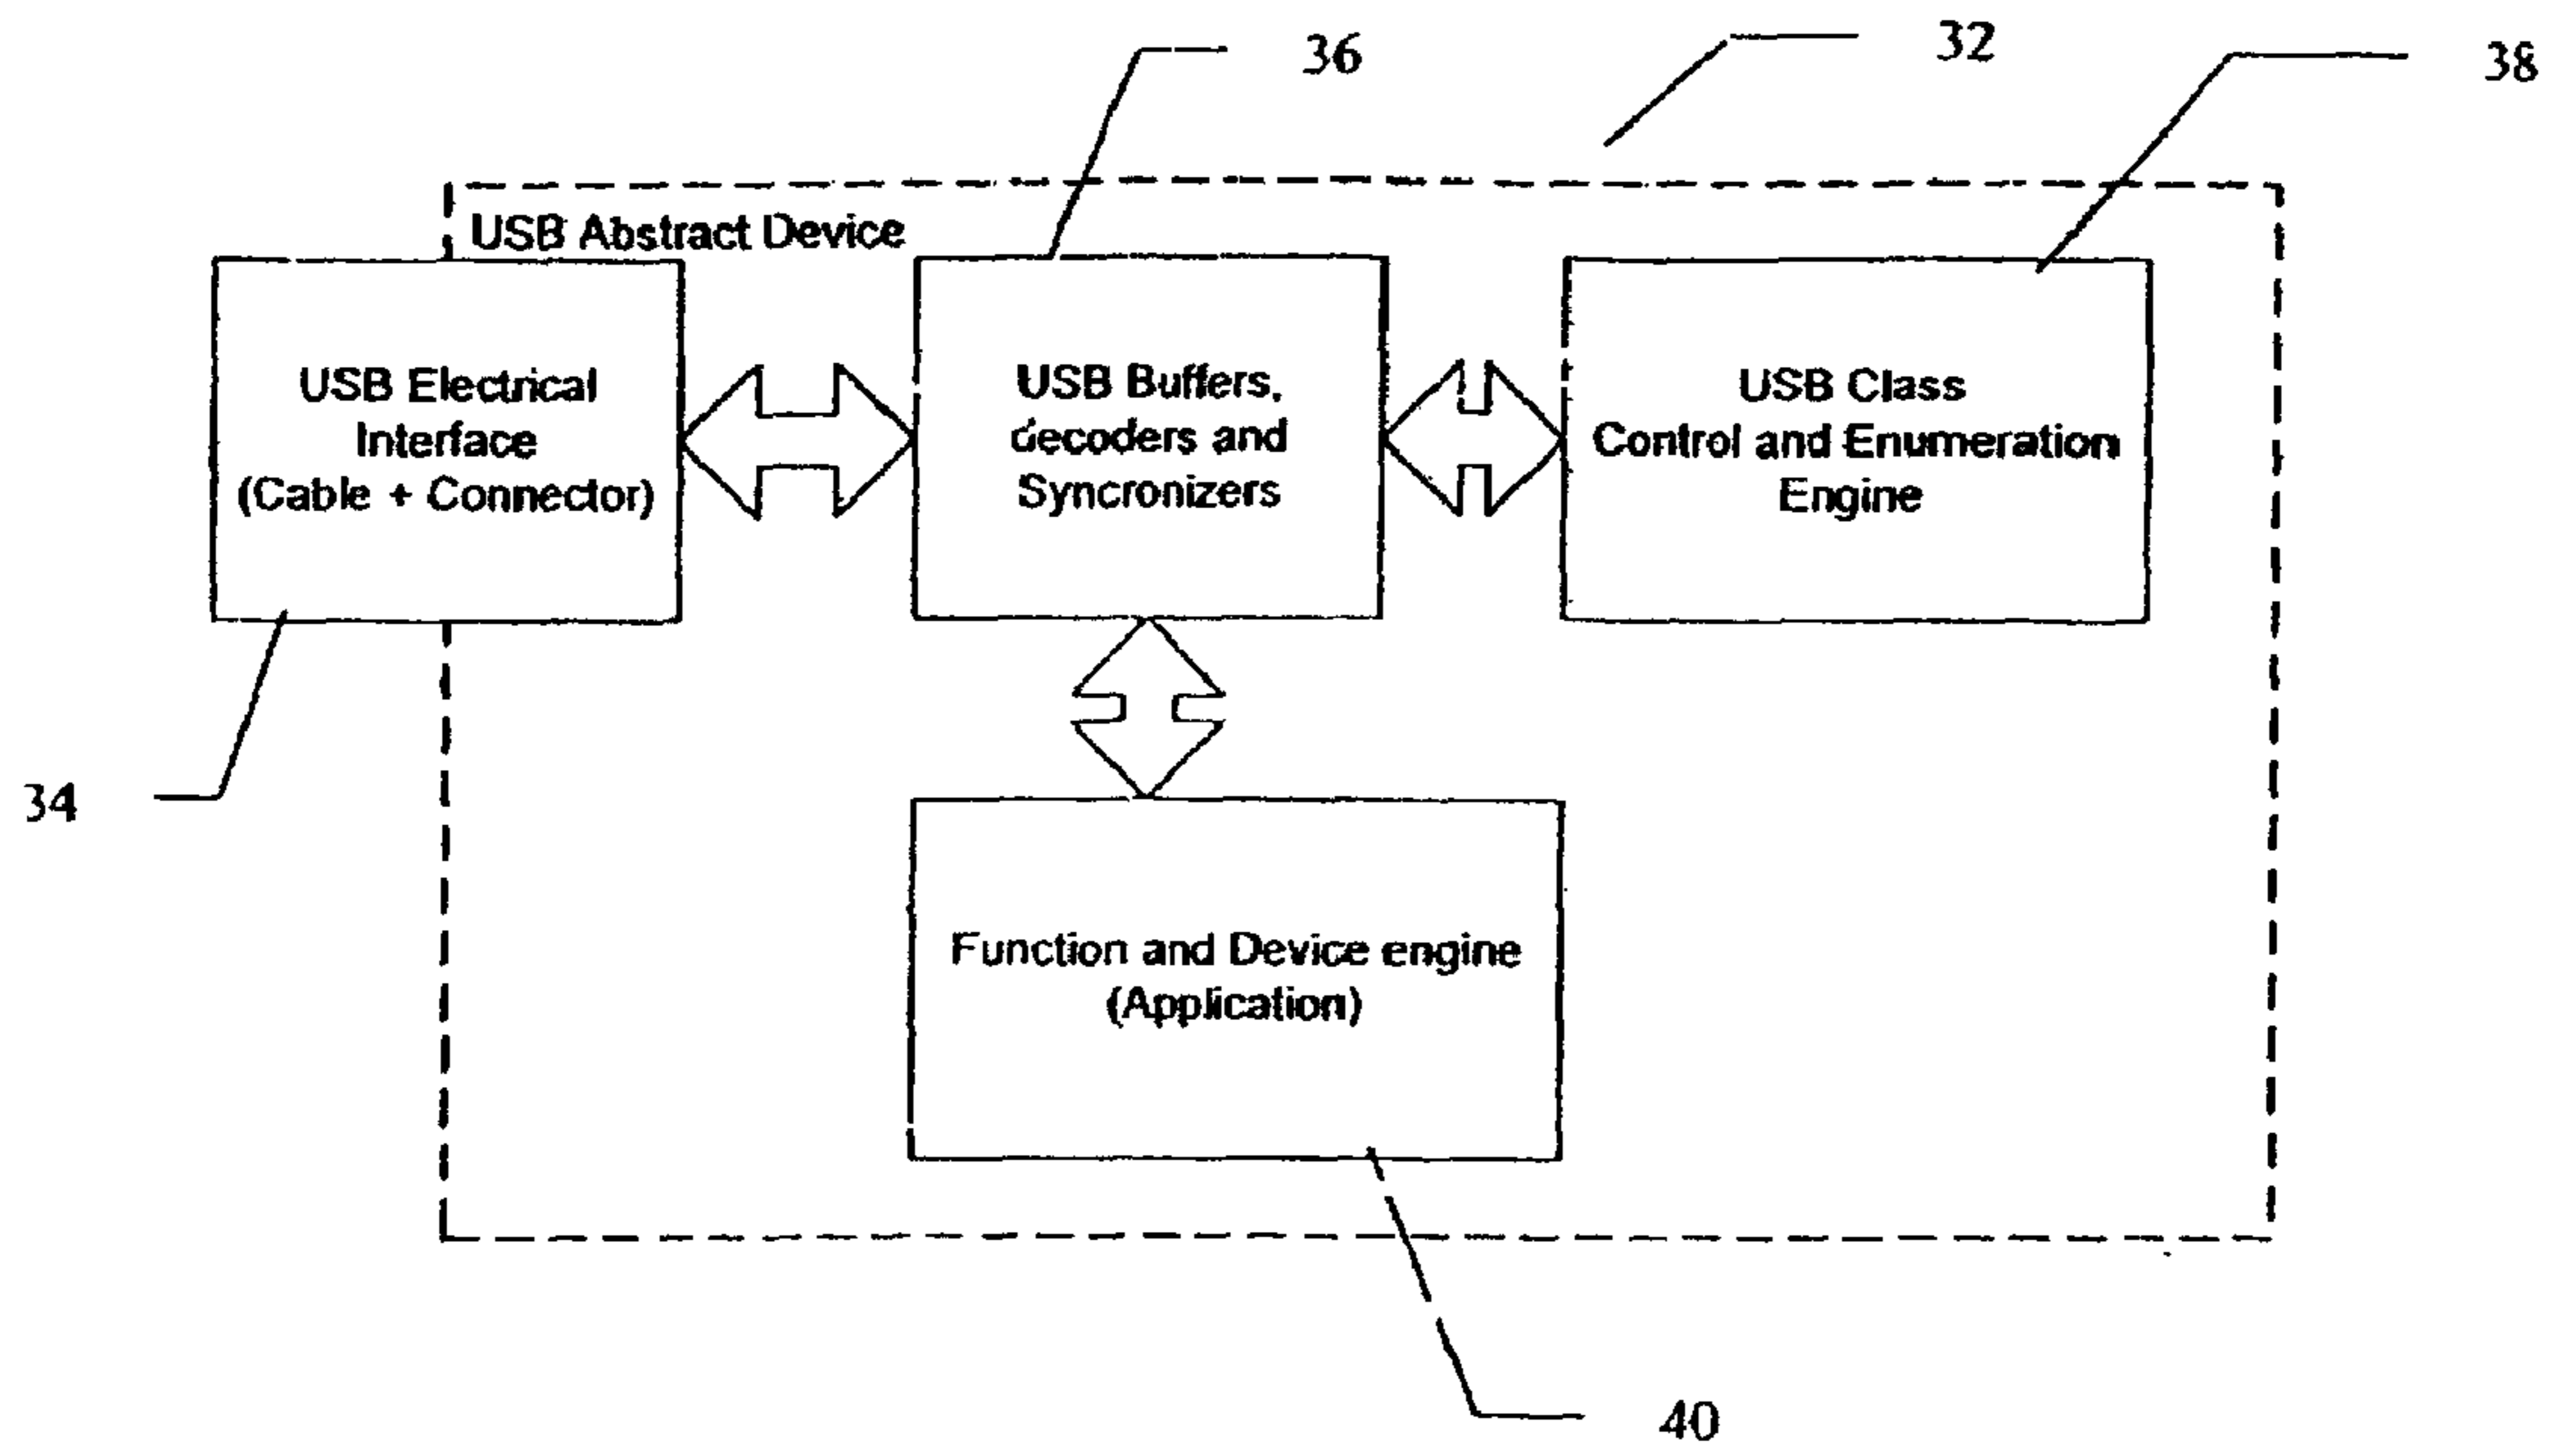 36
32
38
USB Abstract Device
USB Electrical
Interface
(Cable + Connector)
USB Buffers,
decoders and
Syncronizers
USB Class
Control and Enumeration
Engine
34
Function and Device engine
(Application)
40